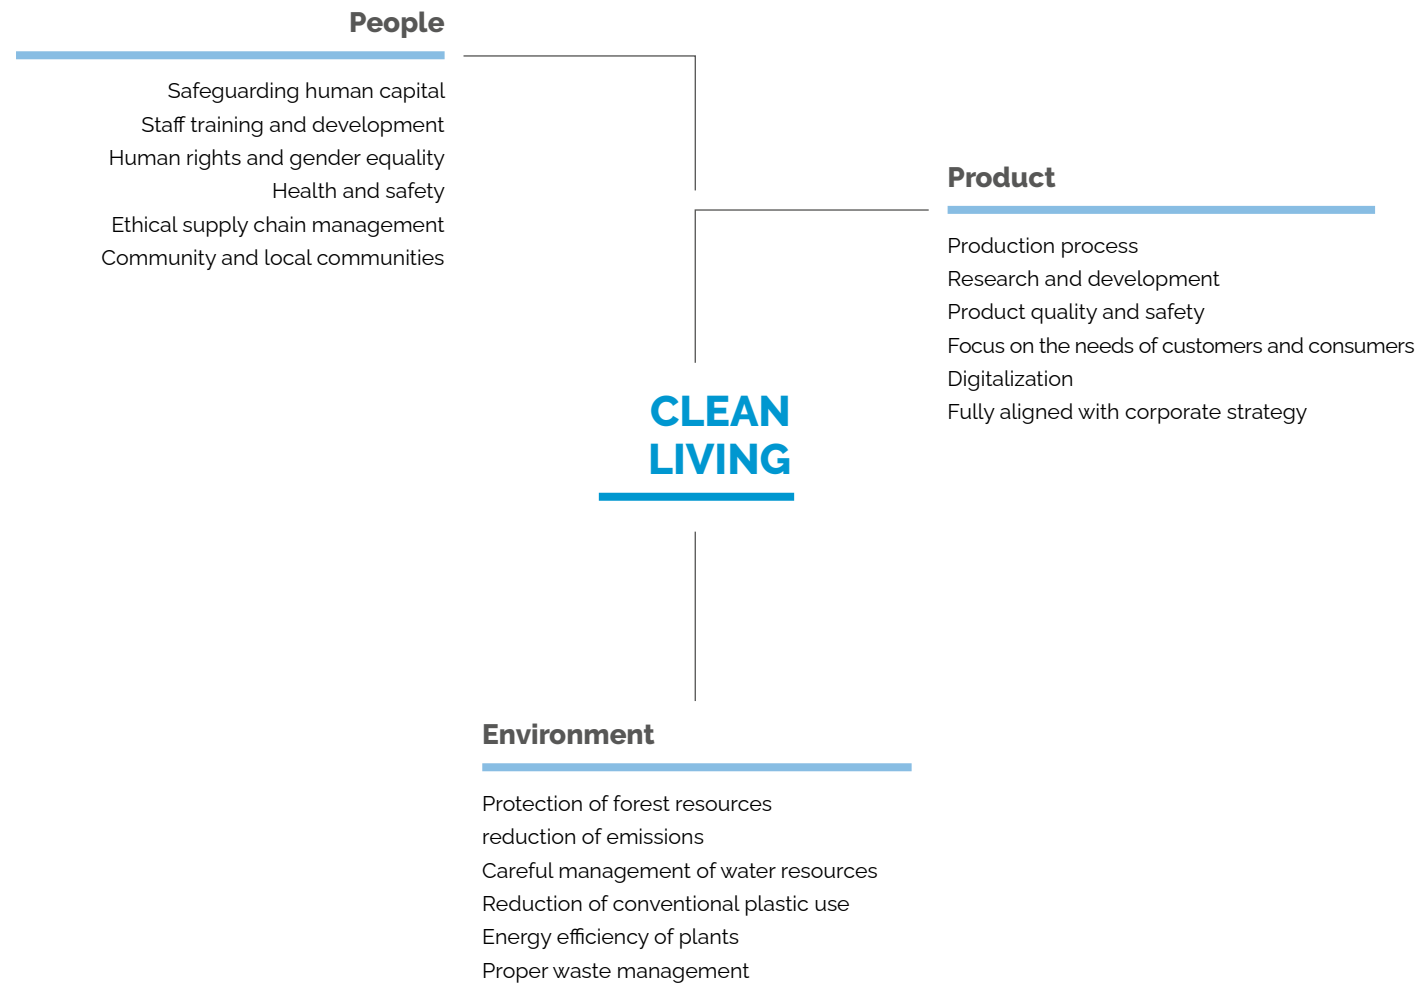 People
Safeguarding human capital
Staff training and development
Human rights and gender equality
Health and safety
Ethical supply chain management
Community and local communities
Product
Production process
Research and development
Product quality and safety
Focus on the needs of customers and consumers
Digitalization
Fully aligned with corporate strategy
CLEAN
LIVING
Environment
Protection of forest resources
reduction of emissions
Careful management of water resources
Reduction of conventional plastic use
Energy efficiency of plants
Proper waste management